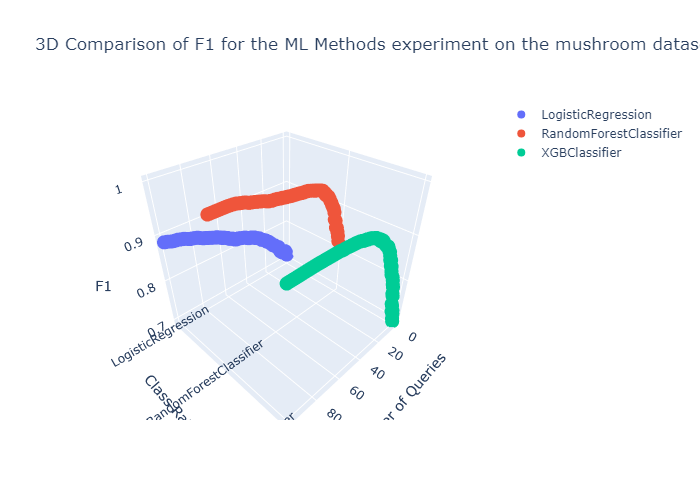 3D Comparison of F1 for the ML Methods experiment on the mushroom datas
LogisticRegression
RandomForestClassifier
XGBClassifier
1
0.9
0.8
0.7
F1
LogisticRegression
RandomForestClassifier
0
20
40
60
80
of Queries